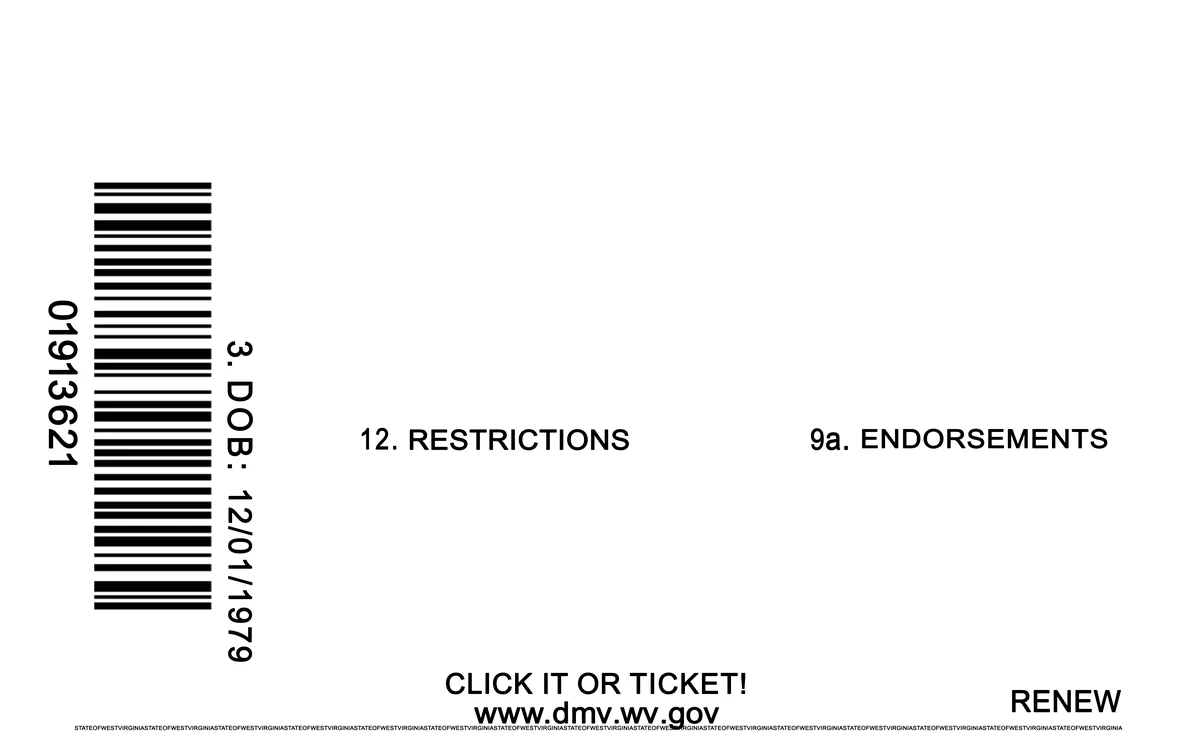 01913621
3. DOB: 12/01/1979
12. RESTRICTIONS
9a. ENDORSEMENTS
CLICK IT OR TICKET!
www.dmv.wv.gov
RENEW
STATEOFWESTVIRGINIASTATEOFWESTVIRGINIASTATEOFWESTVIRGINIASTATEOFWESTVIRGINIASTATEOFWESTVIRGINIASTATEOFWESTVIRGINIASTATEOFWESTVIRGINIASTATEOFWESTVIRGINIASTATEOFWESTVIRGINIASTATEOFWESTVIRGINIASTATEOFWESTVIRGINIASTATEOFWESTVIRGINIASTATEOFWESTVIRGINIASTATEOFWESTVIRGINIASTATEOFWESTVIRGINIA